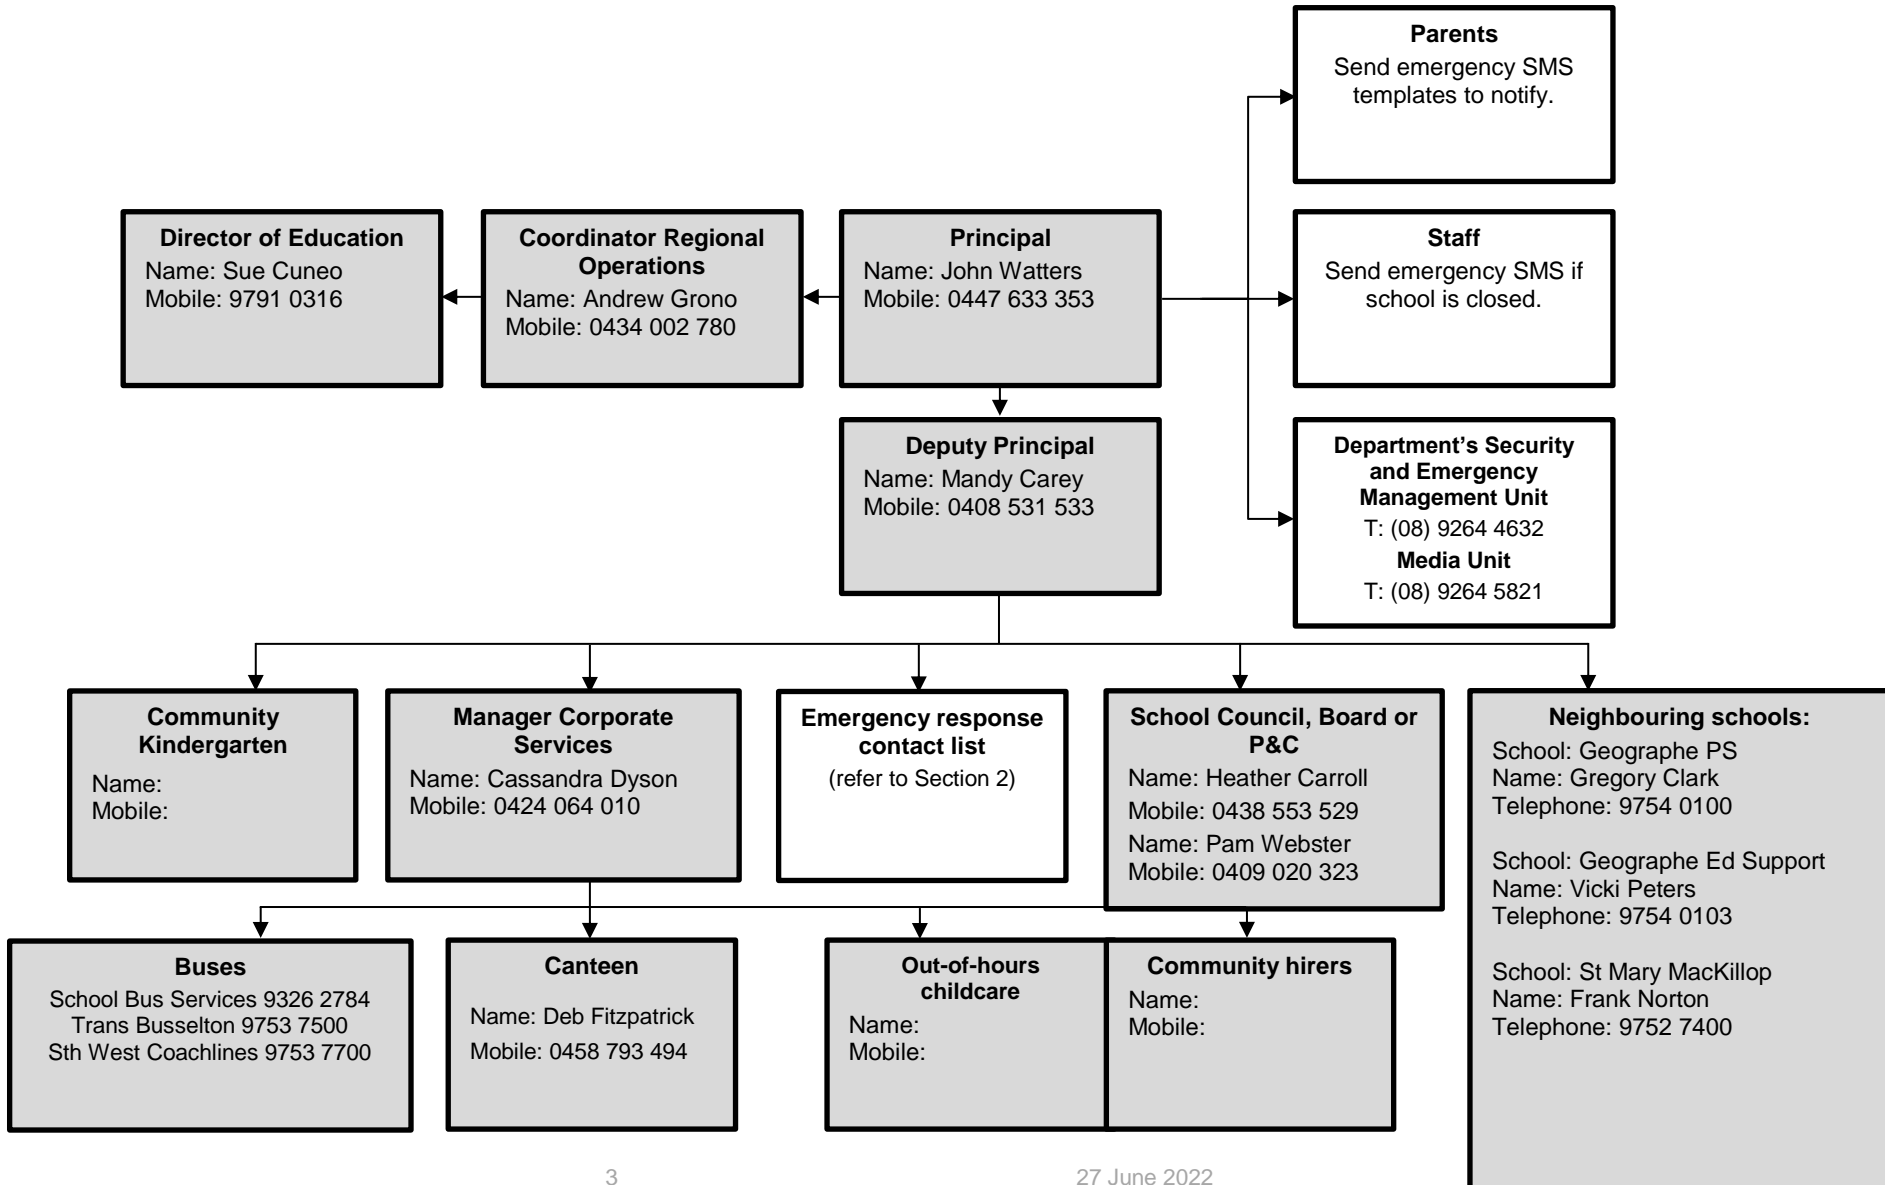 Parents
Send emergency SMS
templates to notify.
Director of Education
Name: Sue Cuneo
Mobile: 9791 0316
Coordinator Regional
Operations
Name: Andrew Grono
Mobile: 0434 002 780
Principal
Name: John Watters
Mobile: 0447 633 353
Staff
Send emergency SMS if
school is closed.
Deputy Principal
Name: Mandy Carey
Mobile: 0408 531 533
Department’s Security
and Emergency
Management Unit
T: (08) 9264 4632
Media Unit
T: (08) 9264 5821
Community
Kindergarten
Name:
Mobile:
Manager Corporate
Services
Name: Cassandra Dyson
Mobile: 0424 064 010
Emergency response
contact list
(refer to Section 2)
School Council, Board or
P&C
Name: Heather Carroll
Mobile: 0438 553 529
Name: Pam Webster
Mobile: 0409 020 323
Neighbouring schools:
School: Geographe PS
Name: Gregory Clark
Telephone: 9754 0100
School: Geographe Ed Support
Name: Vicki Peters
Telephone: 9754 0103
School: St Mary MacKillop
Name: Frank Norton
Telephone: 9752 7400
Buses
School Bus Services 9326 2784
Trans Busselton 9753 7500
Sth West Coachlines 9753 7700
Canteen
Name: Deb Fitzpatrick
Mobile: 0458 793 494
Out-of-hours
childcare
Name:
Mobile:
Community hirers
Name:
Mobile:
3
27 June 2022